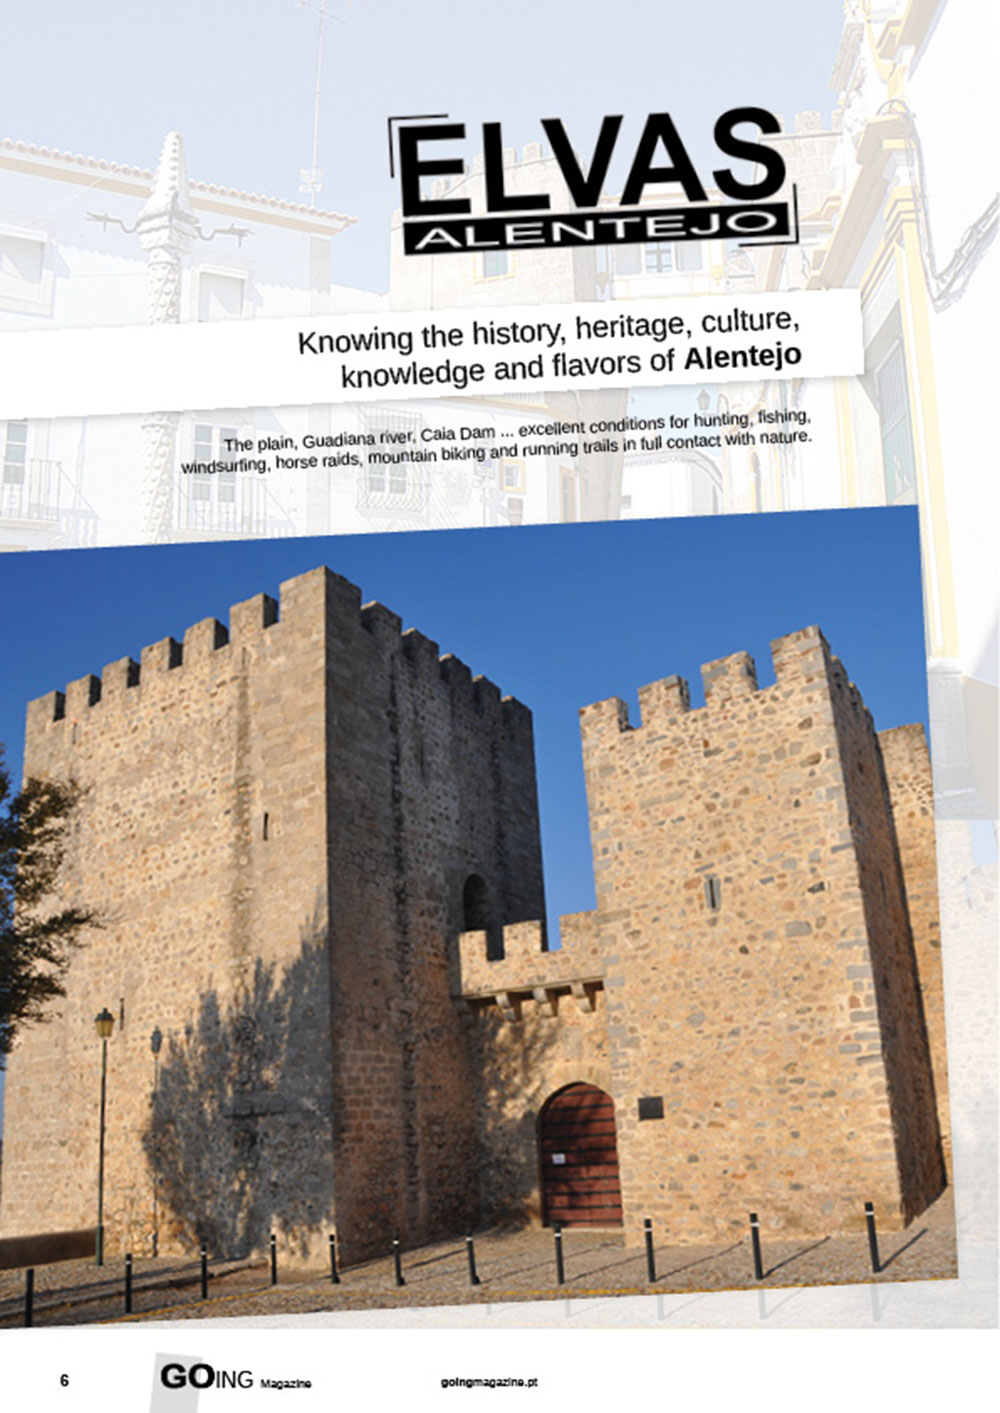 ELVAS
ALENTEJO
Knowing the history, heritage, culture,
knowledge and flavors of Alentejo
The plain, Guadiana river, Caia Dam ... excellent conditions for hunting, fishing,
windsurfing, horse raids, mountain biking and running trails in full contact with nature.
6
GOING Magazine
goingmagazine.pt